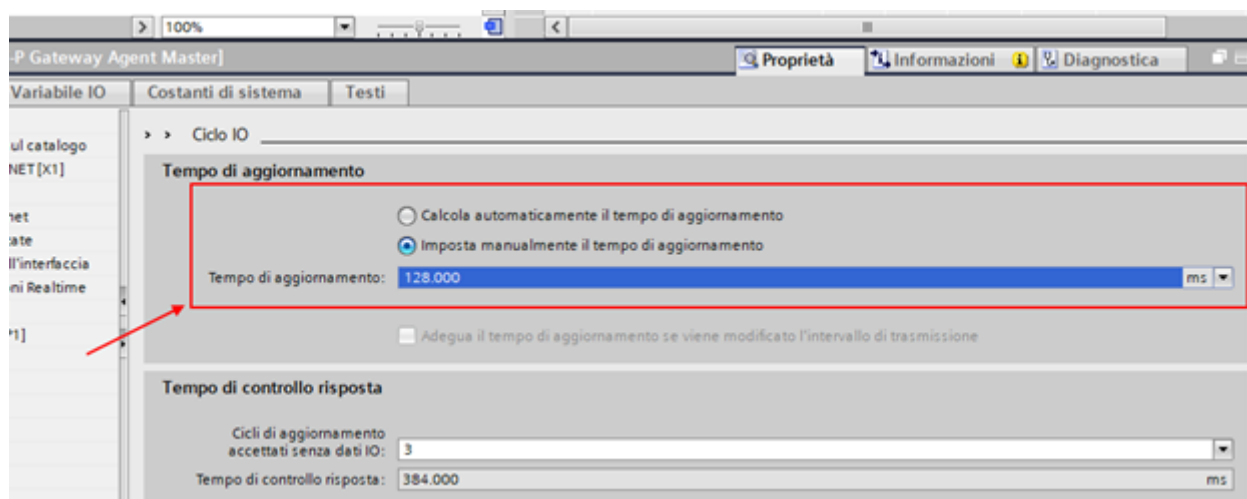 100%
-P Gateway Agent Master]
Proprietà
Informazioni
Diagnostica
Variabile IO
Costanti di sistema
Testi
ul catalogo
NET [X1]
net
ll'interfaccia
ni Realtime
Ciclo IO
Tempo di aggiornamento
Calcola automaticamente il tempo di aggiornamento
Imposta manualmente il tempo di aggiornamento
Tempo di aggiornamento: 128.000 ms
Adegua il tempo di aggiornamento se viene modificato l'intervallo di trasmissione
Tempo di controllo risposta
Cicli di aggiornamento
accettati senza dati IO: 3
Tempo di controllo risposta: 384.000 ms